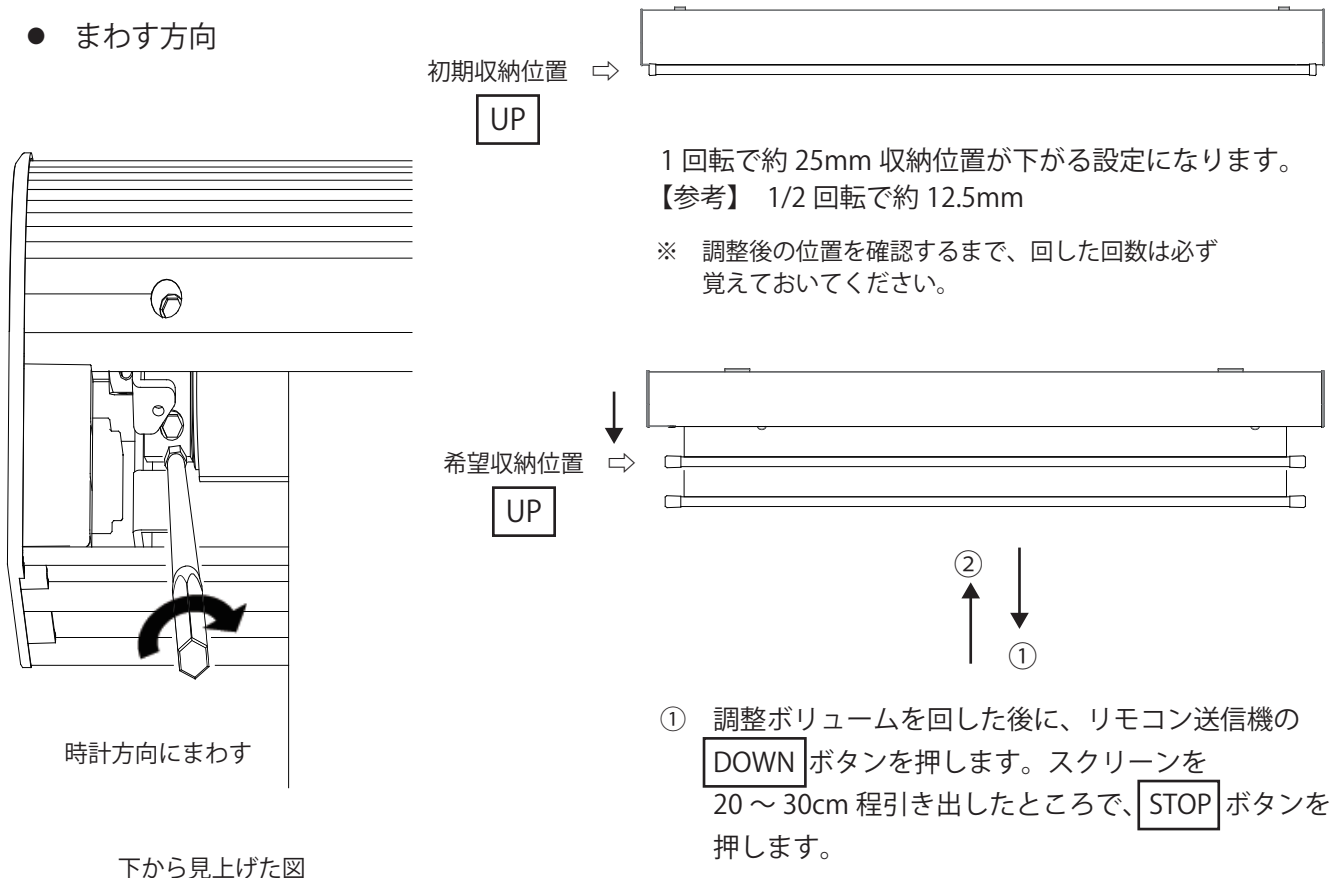 ● まわす方向
初期収納位置 ⇨
UP
1 回転で約 25mm 収納位置が下がる設定になります。
【参考】 1/2 回転で約 12.5mm
※ 調整後の位置を確認するまで、回した回数は必ず
覚えておいてください。
希望収納位置 ⇨
UP
②
①
時計方向にまわす
下から見上げた図
① 調整ボリュームを回した後に、リモコン送信機の
DOWN ボタンを押します。スクリーンを
20 ～ 30cm 程引き出したところで、 STOP ボタンを
押します。